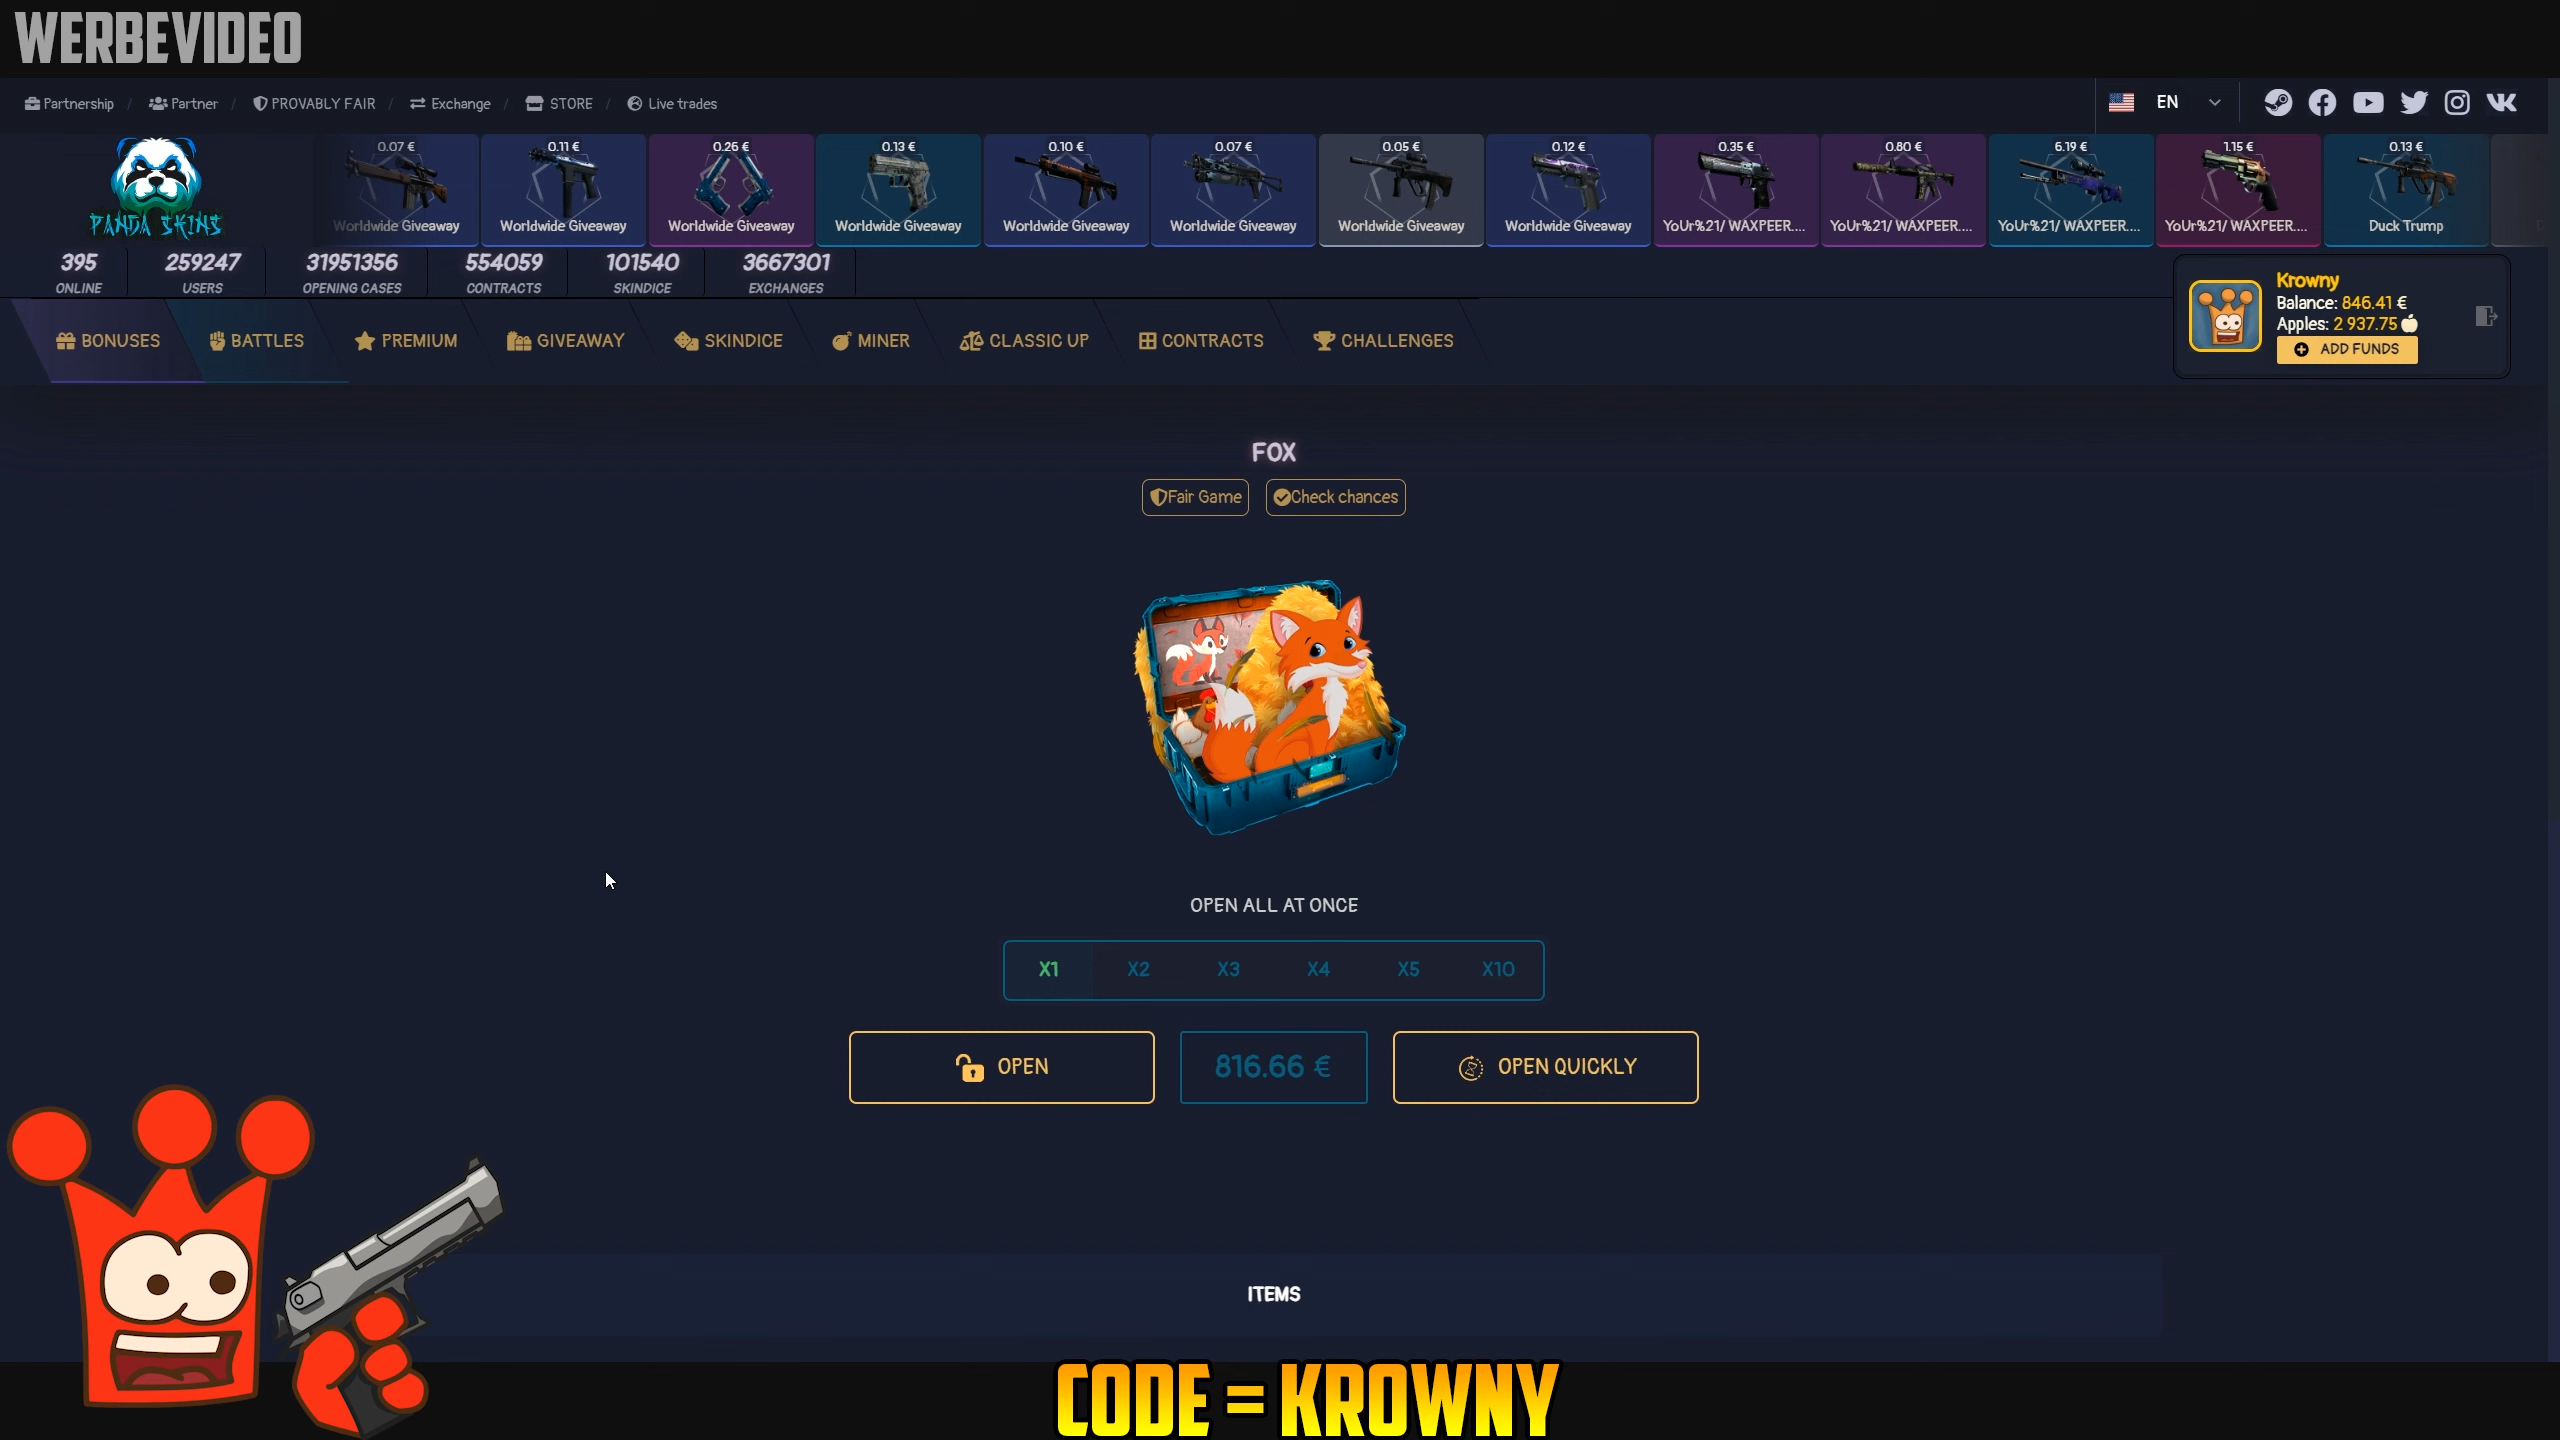 WERBEVIDEO
Partnership / Partner / PROVABLY FAIR / Exchange / STORE / Live trades
EN
PANDA SKINS
0.07 €
Worldwide Giveaway
0.11 €
Worldwide Giveaway
0.26 €
Worldwide Giveaway
0.13 €
Worldwide Giveaway
0.10 €
Worldwide Giveaway
0.07 €
Worldwide Giveaway
0.05 €
Worldwide Giveaway
0.12 €
Worldwide Giveaway
0.35 €
YoUr%21/ WAXPEER....
0.80 €
YoUr%21/ WAXPEER....
6.19 €
YoUr%21/ WAXPEER....
1.15 €
YoUr%21/ WAXPEER....
0.13 €
Duck Trump
395
ONLINE
259247
USERS
31951356
OPENING CASES
554059
CONTRACTS
101540
SKINDICE
3667301
EXCHANGES
Krowny
Balance: 846.41 €
Apples: 2 937.75
ADD FUNDS
BONUSES
BATTLES
PREMIUM
GIVEAWAY
SKINDICE
MINER
CLASSIC UP
CONTRACTS
CHALLENGES
FOX
Fair Game
Check chances
OPEN ALL AT ONCE
X1 X2 X3 X4 X5 X10
OPEN
816.66 €
OPEN QUICKLY
ITEMS
CODE = KROWNY